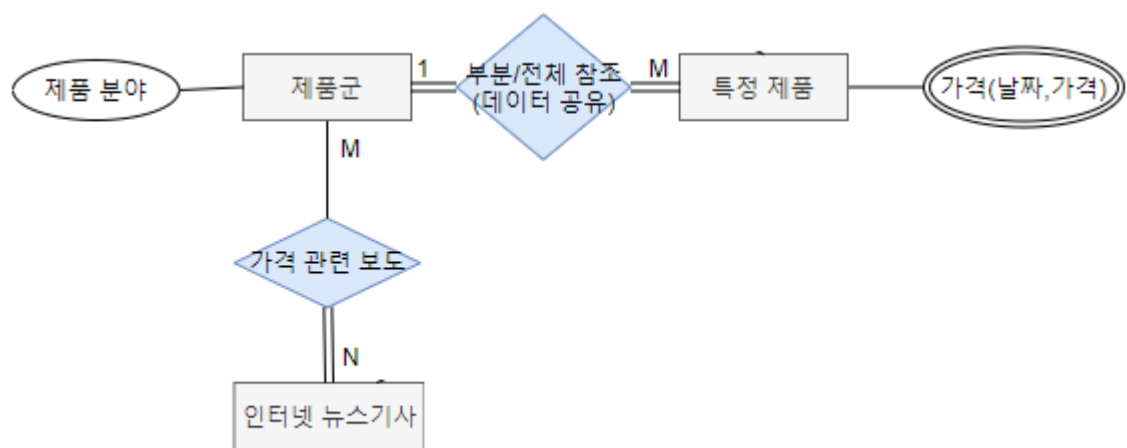 제품 분야
제품군
1
부분/전체 참조
(데이터 공유)
M
특정 제품
가격(날짜,가격)
M
가격 관련 보도
N
인터넷 뉴스기사